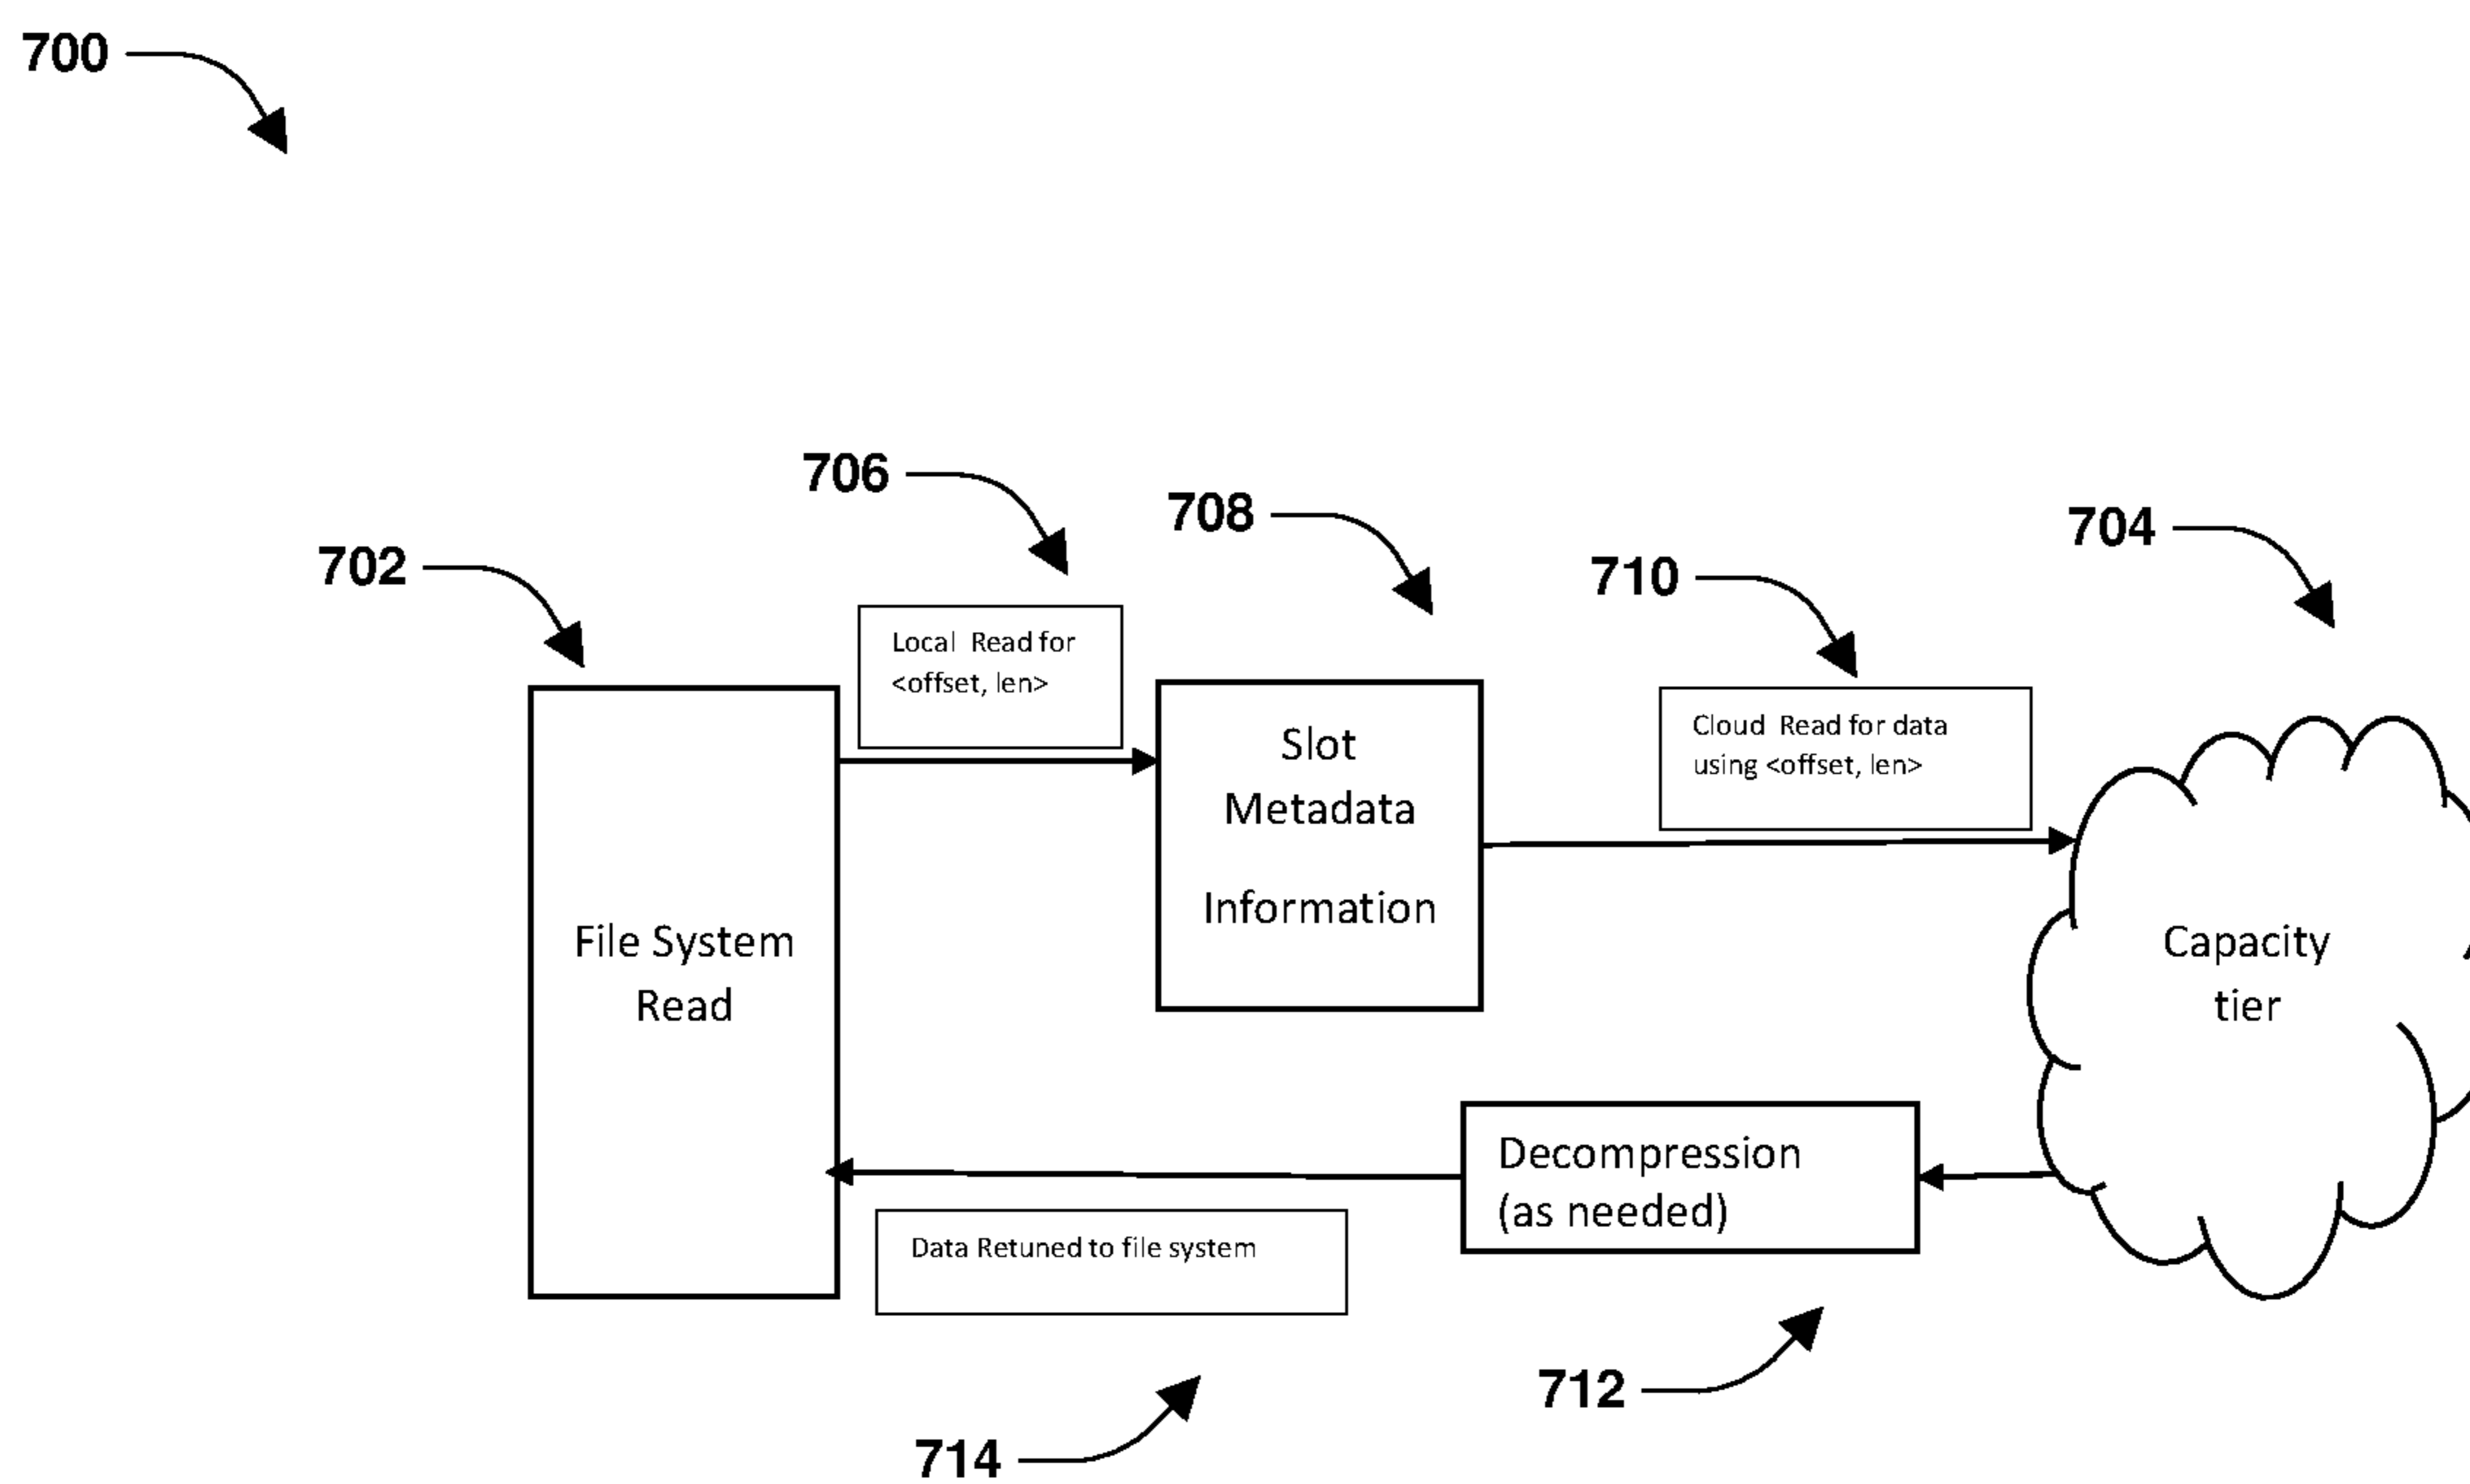 700
706
708
704
702
710
Local Read for
<offset, len>
Cloud Read for data
using <offset, len>
Slot
Metadata
Information
File System
Read
Capacity
tier
Decompression
(as needed)
Data Retuned to file system
712
714